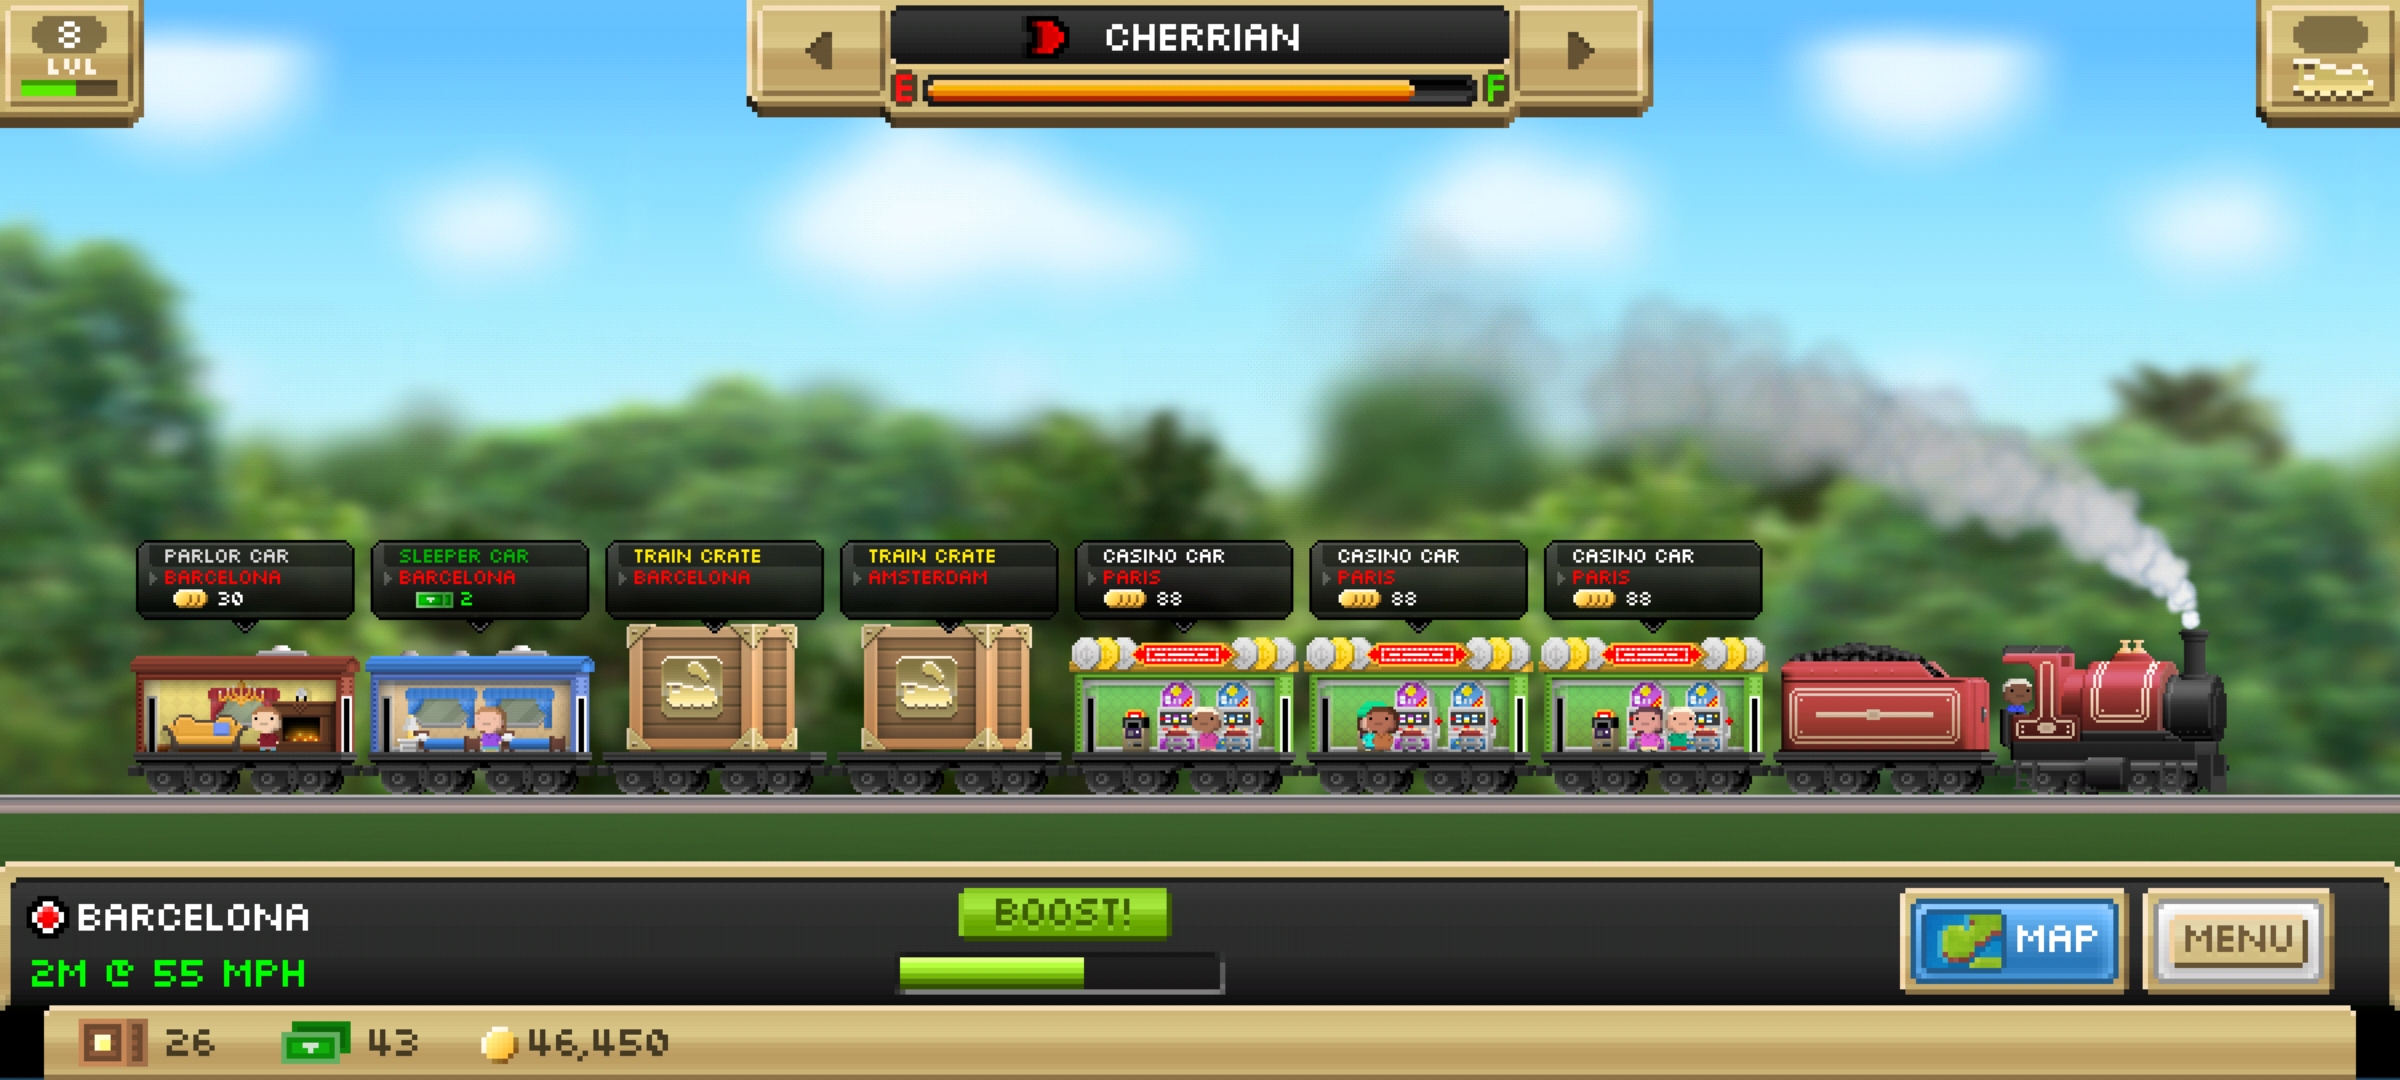 8
LVL
CHERRIAN
E F
PARLOR CAR
BARCELONA
30
SLEEPER CAR
BARCELONA
2
TRAIN CRATE
BARCELONA
TRAIN CRATE
AMSTERDAM
CASINO CAR
PARIS
88
CASINO CAR
PARIS
88
CASINO CAR
PARIS
88
BARCELONA
2M @ 55 MPH
BOOST!
MAP
MENU
26
43
46,450